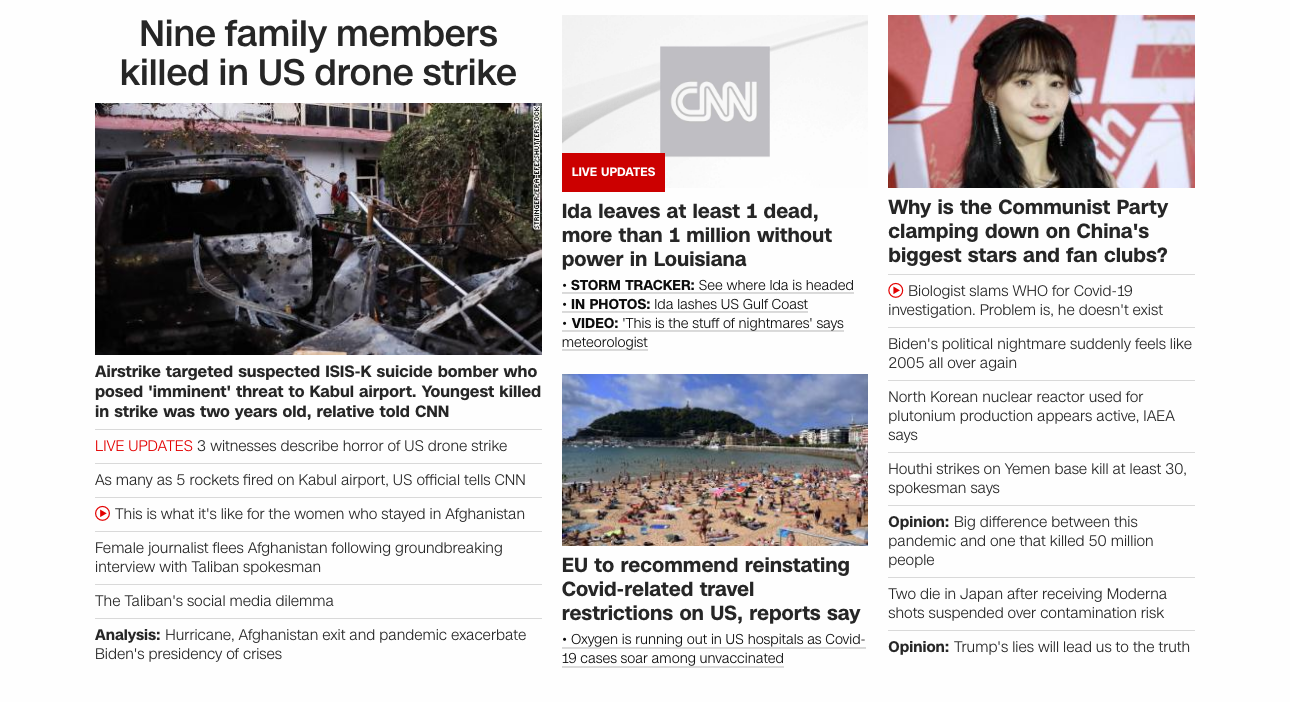 Nine family members
killed in US drone strike
STRINGER/EPA-EFE/SHUTTERSTOCK
Airstrike targeted suspected ISIS-K suicide bomber who
posed 'imminent' threat to Kabul airport. Youngest killed
in strike was two years old, relative told CNN
LIVE UPDATES 3 witnesses describe horror of US drone strike
As many as 5 rockets fired on Kabul airport, US official tells CNN
This is what it's like for the women who stayed in Afghanistan
Female journalist flees Afghanistan following groundbreaking
interview with Taliban spokesman
The Taliban's social media dilemma
Analysis: Hurricane, Afghanistan exit and pandemic exacerbate
Biden's presidency of crises
CNN
LIVE UPDATES
Ida leaves at least 1 dead,
more than 1 million without
power in Louisiana
• STORM TRACKER: See where Ida is headed
• IN PHOTOS: Ida lashes US Gulf Coast
• VIDEO: 'This is the stuff of nightmares' says
meteorologist
EU to recommend reinstating
Covid-related travel
restrictions on US, reports say
• Oxygen is running out in US hospitals as Covid-
19 cases soar among unvaccinated
Why is the Communist Party
clamping down on China's
biggest stars and fan clubs?
Biologist slams WHO for Covid-19
investigation. Problem is, he doesn't exist
Biden's political nightmare suddenly feels like
2005 all over again
North Korean nuclear reactor used for
plutonium production appears active, IAEA
says
Houthi strikes on Yemen base kill at least 30,
spokesman says
Opinion: Big difference between this
pandemic and one that killed 50 million
people
Two die in Japan after receiving Moderna
shots suspended over contamination risk
Opinion: Trump's lies will lead us to the truth